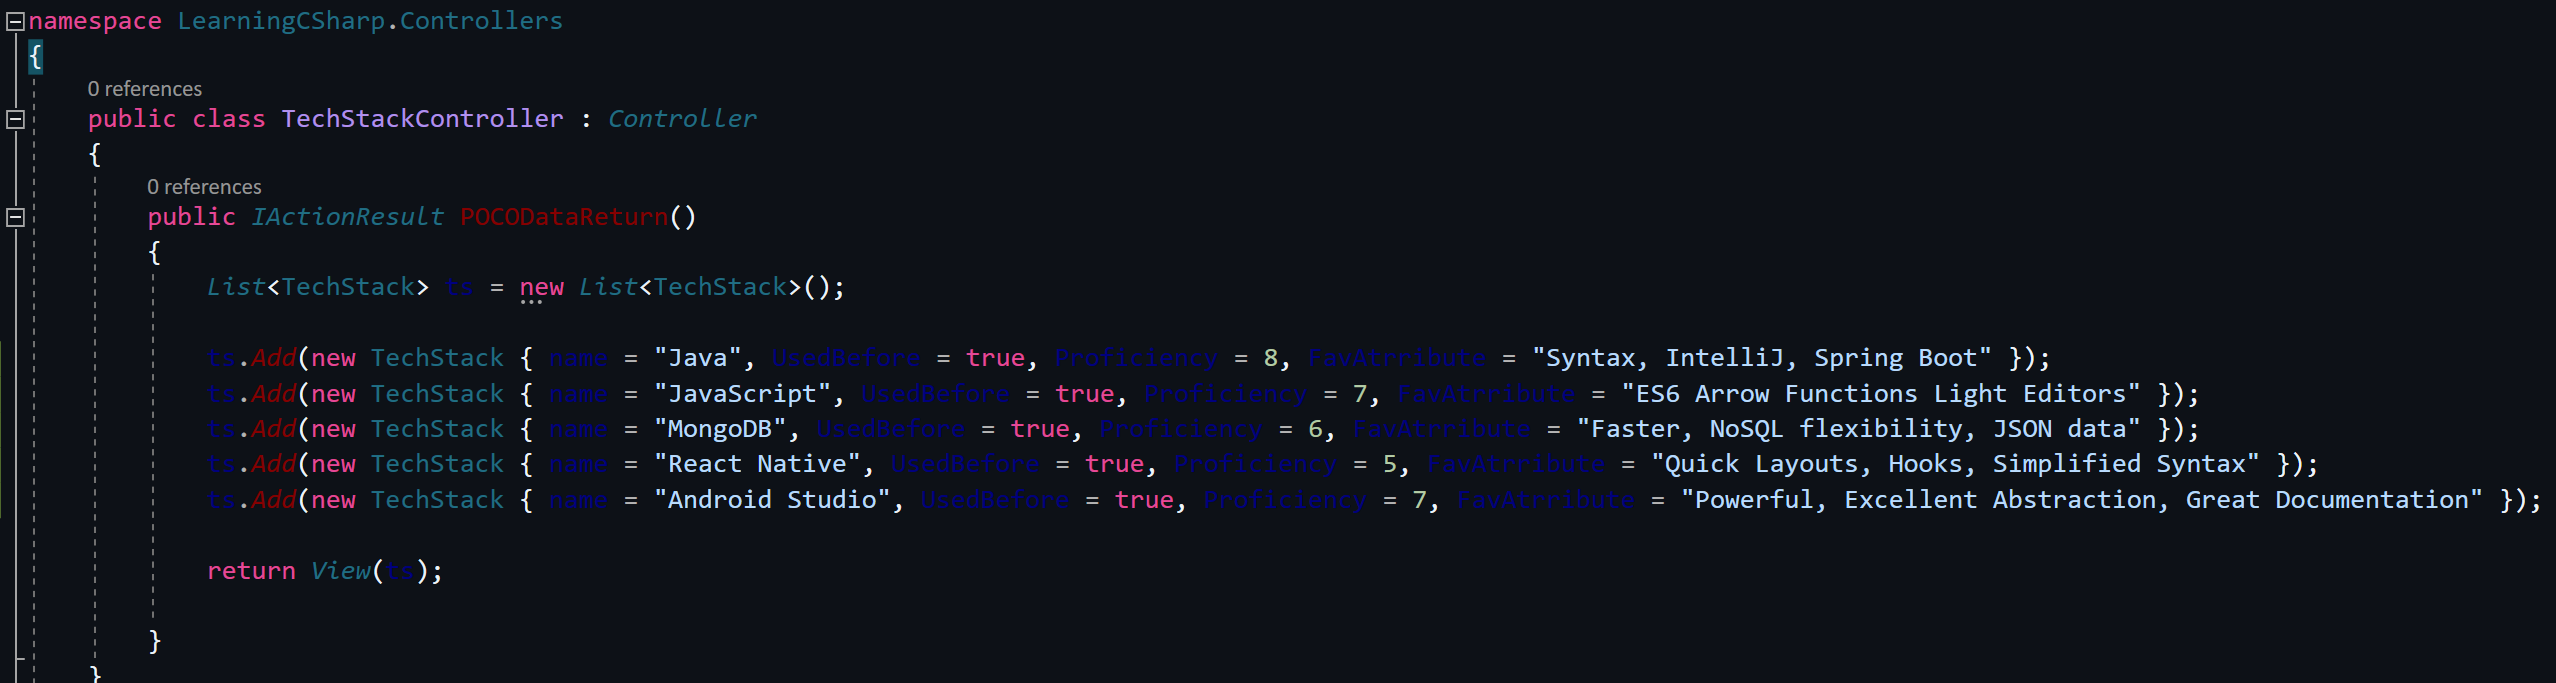 namespace LearningCSharp.Controllers
{
0 references
public class TechStackController : Controller
{
0 references
public IActionResult POCODataReturn()
{
List<TechStack> ts = new List<TechStack>();
ts.Add(new TechStack { name = "Java", UsedBefore = true, Proficiency = 8, FavAtrribute = "Syntax, IntelliJ, Spring Boot" });
ts.Add(new TechStack { name = "JavaScript", UsedBefore = true, Proficiency = 7, FavAtrribute = "ES6 Arrow Functions Light Editors" });
ts.Add(new TechStack { name = "MongoDB", UsedBefore = true, Proficiency = 6, FavAtrribute = "Faster, NoSQL flexibility, JSON data" });
ts.Add(new TechStack { name = "React Native", UsedBefore = true, Proficiency = 5, FavAtrribute = "Quick Layouts, Hooks, Simplified Syntax" });
ts.Add(new TechStack { name = "Android Studio", UsedBefore = true, Proficiency = 7, FavAtrribute = "Powerful, Excellent Abstraction, Great Documentation" });
return View(ts);
}
}